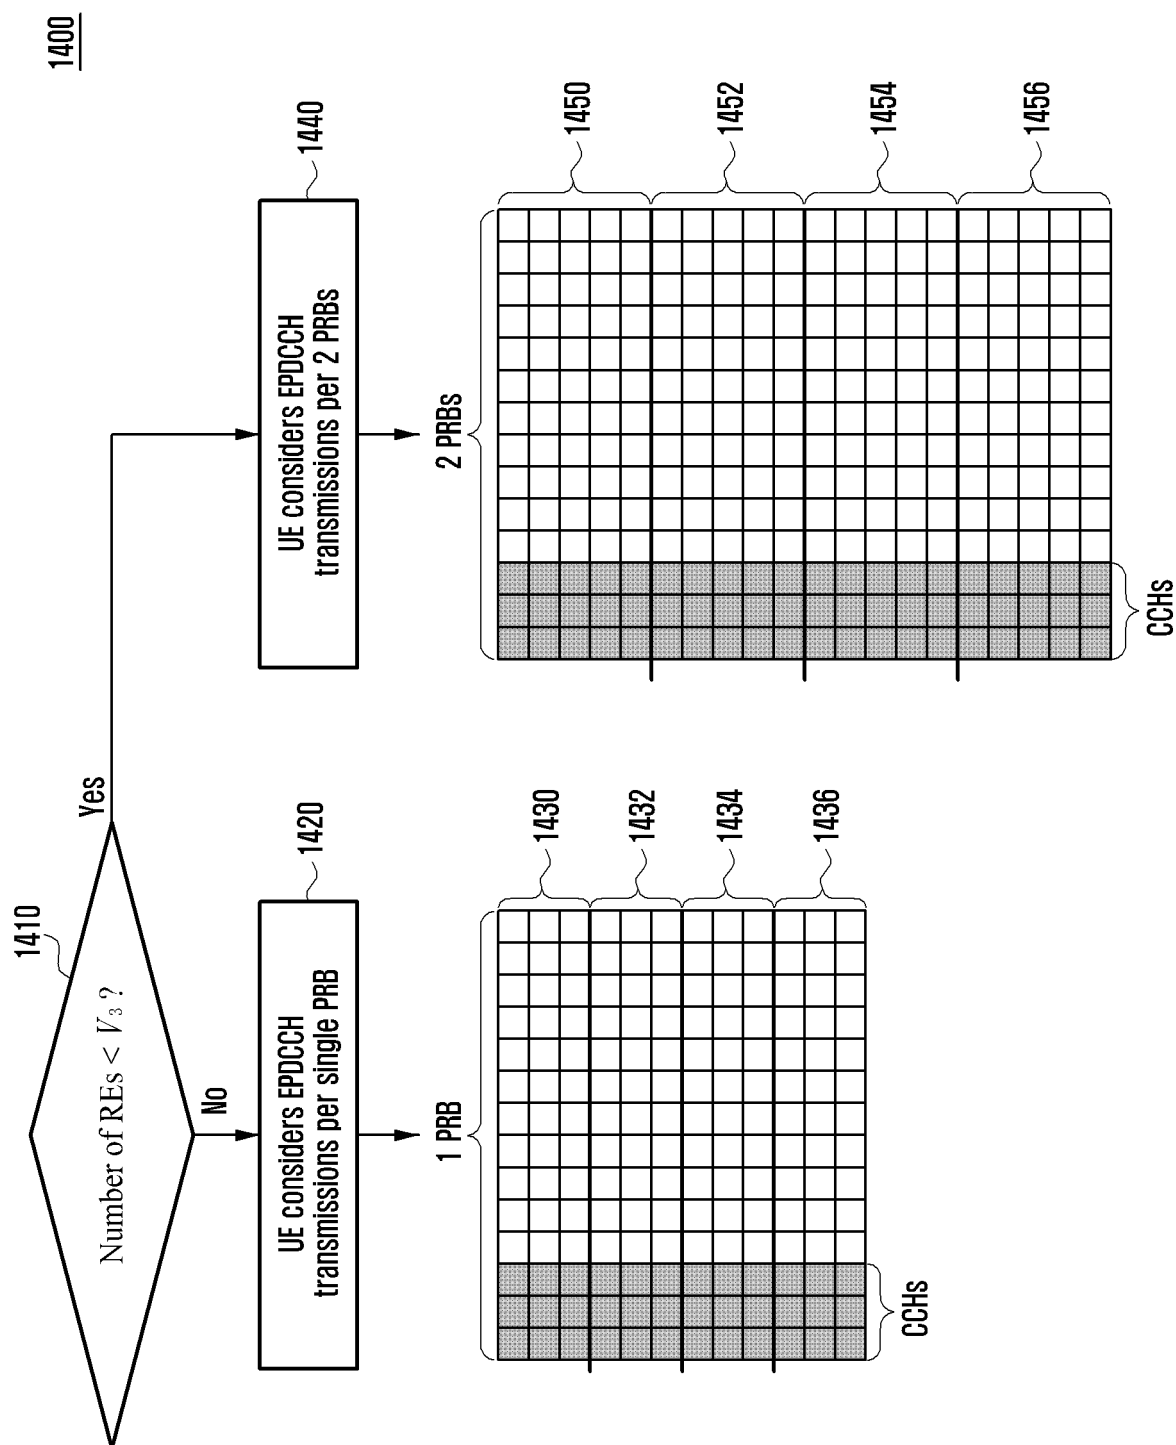 1400
1410
Number of REs < V₃ ?
Yes
No
1420
UE considers EPDCCH
transmissions per single PRB
1440
UE considers EPDCCH
transmissions per 2 PRBs
1 PRB
1430
1432
1434
1436
CCHs
2 PRBs
1450
1452
1454
1456
CCHs